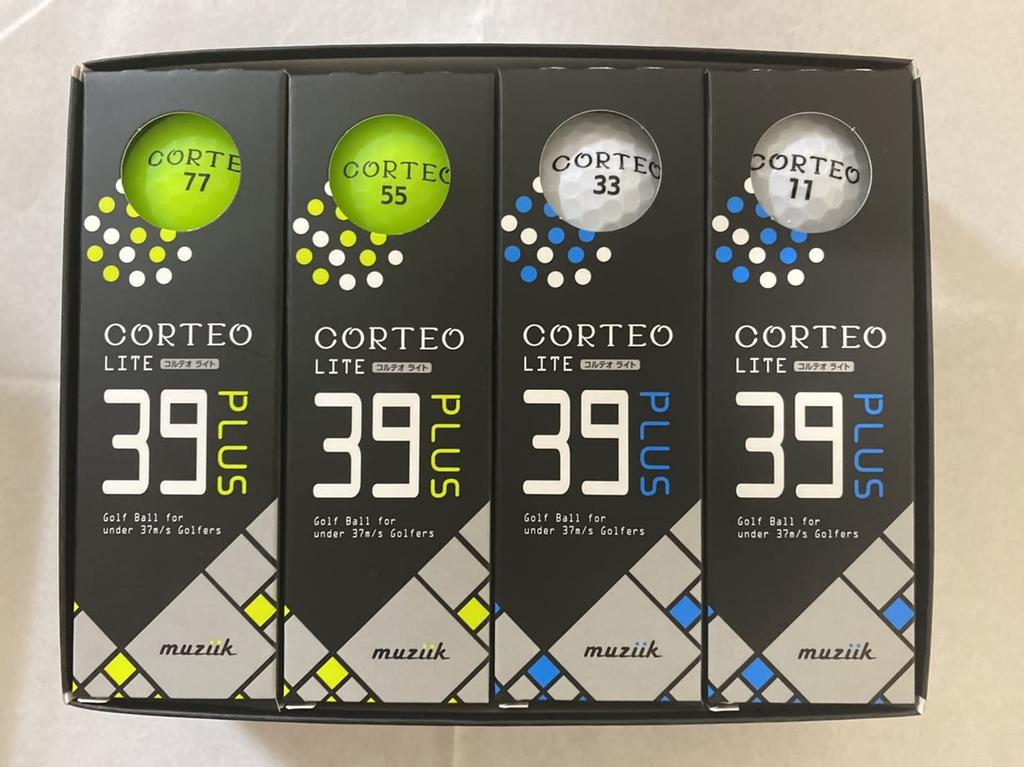 CORTE
77
CORTEO
LITE コルテオ ライト
39 PLUS
Golf Ball for
under 37m/s Golfers
muziik
CORTEO
55
CORTEO
LITE コルテオ ライト
39 PLUS
Golf Ball for
under 37m/s Golfers
muziik
CORTEO
33
CORTEO
LITE コルテオ ライト
39 PLUS
Golf Ball for
under 37m/s Golfers
muziik
CORTEO
11
CORTEO
LITE コルテオ ライト
39 PLUS
Golf Ball for
under 37m/s Golfers
muziik